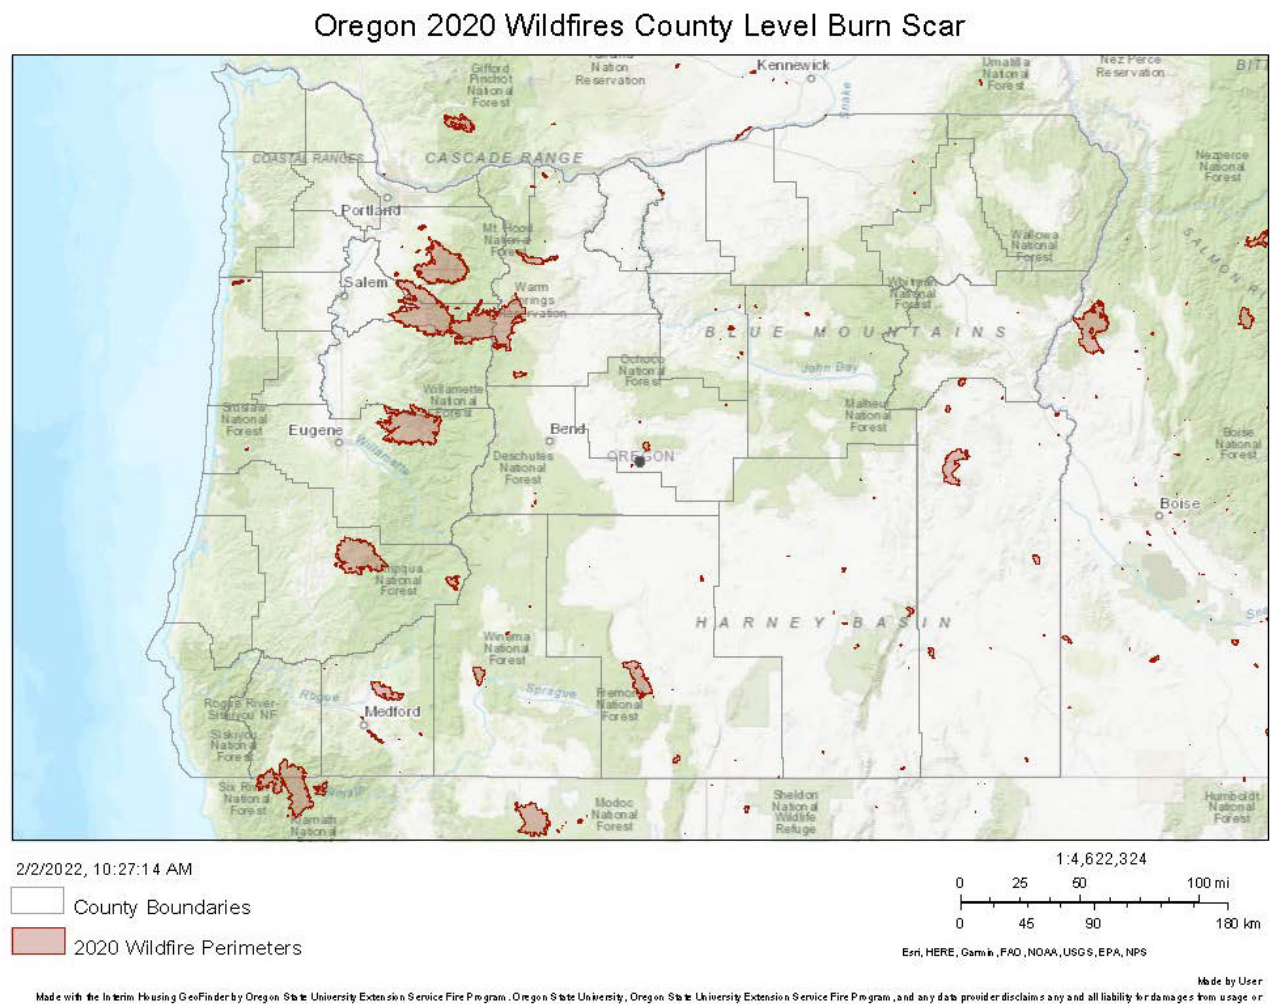 Oregon 2020 Wildfires County Level Burn Scar
Gifford
Pinchot
National
Forest
Nation
Reservation
Kennewick
Snake
Umatilla
National
Forest
Nez Perce
Reservation
BITT
COASTAL RANGES
CASCADE RANGE
Nezperce
National
Forest
Portland
Mt. Hood
National
Forest
Wallowa
National
Forest
SALMON R
Salem
Warm
Springs
Reservation
Whitman
National
Forest
BLUE MOUNTAINS
Ochoco
National
Forest
John Day
Siuslaw
National
Forest
Willamette
National
Forest
Malheur
National
Forest
Eugene
Willamette
Bend
Deschutes
National
Forest
OREGON
Boise
National
Forest
Boise
Umpqua
National
Forest
HARNEY BASIN
Winema
National
Forest
Rogue
Sprague
Fremont
National
Forest
Rogue River-
Siskiyou NF
Medford
Siskiyou
National
Forest
Six Riv
National
Forest
Klamath
National
Modoc
National
Forest
Sheldon
National
Wildlife
Refuge
Humboldt
National
Forest
2/2/2022, 10:27:14 AM
County Boundaries
2020 Wildfire Perimeters
1:4,622,324
0 25 50 100 mi
0 45 90 180 km
Esri, HERE, Garmin, FAO, NOAA, USGS, EPA, NPS
Made by User
Made with the Interim Housing GeoFinder by Oregon State University Extension Service Fire Program. Oregon State University, Oregon State University Extension Service Fire Program, and any data provider disclaims any and all liability for damages from usage or